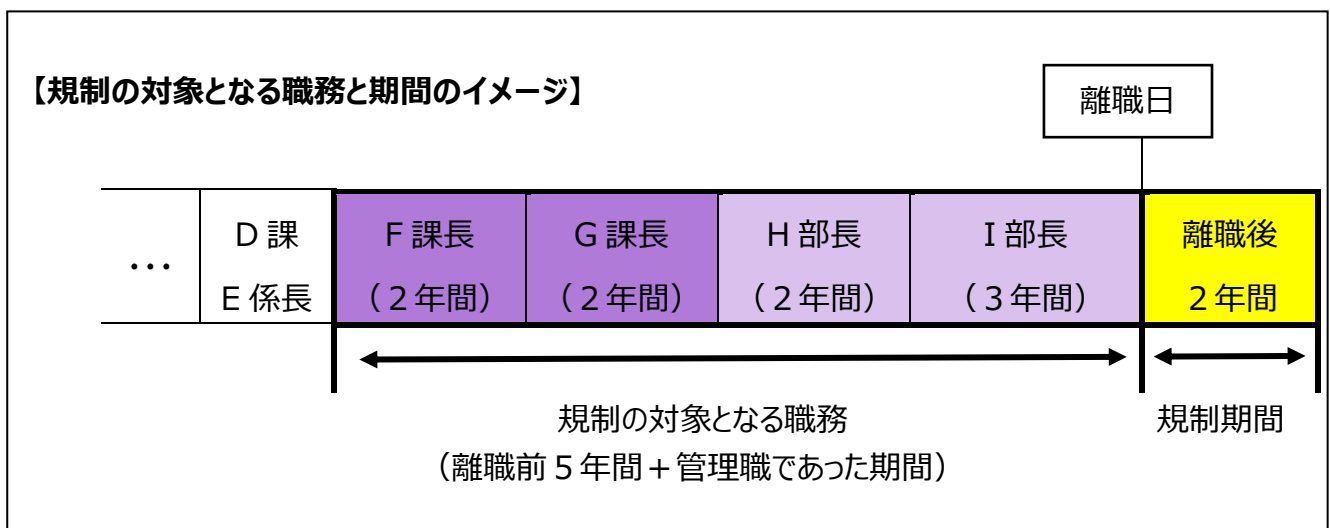 【規制の対象となる職務と期間のイメージ】
離職日
…
D 課
E 係長
F 課長
(2年間)
G 課長
(2年間)
H 部長
(2年間)
I 部長
(3年間)
離職後
2年間
規制の対象となる職務
(離職前5年間+管理職であった期間)
規制期間